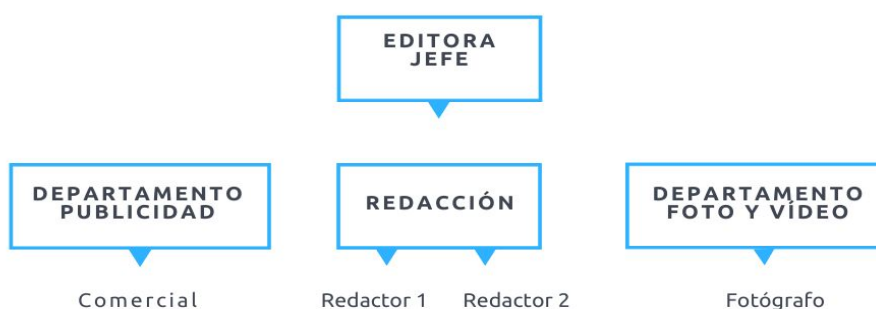 EDITORA
JEFE
DEPARTAMENTO
PUBLICIDAD
REDACCIÓN
DEPARTAMENTO
FOTO Y VÍDEO
Comercial
Redactor 1
Redactor 2
Fotógrafo